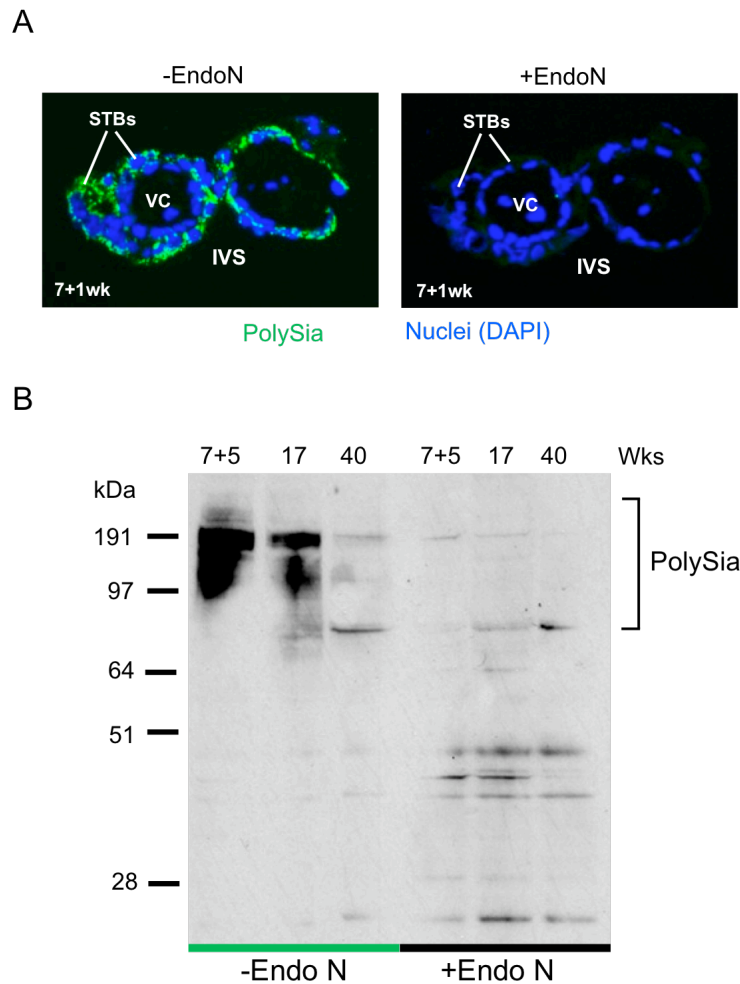 A
-EndoN
+EndoN
STBs
VC
IVS
7+1wk
STBs
VC
IVS
7+1wk
PolySia
Nuclei (DAPI)
B
7+5 17 40 7+5 17 40 Wks
kDa
191
97
64
51
28
PolySia
-Endo N
+Endo N